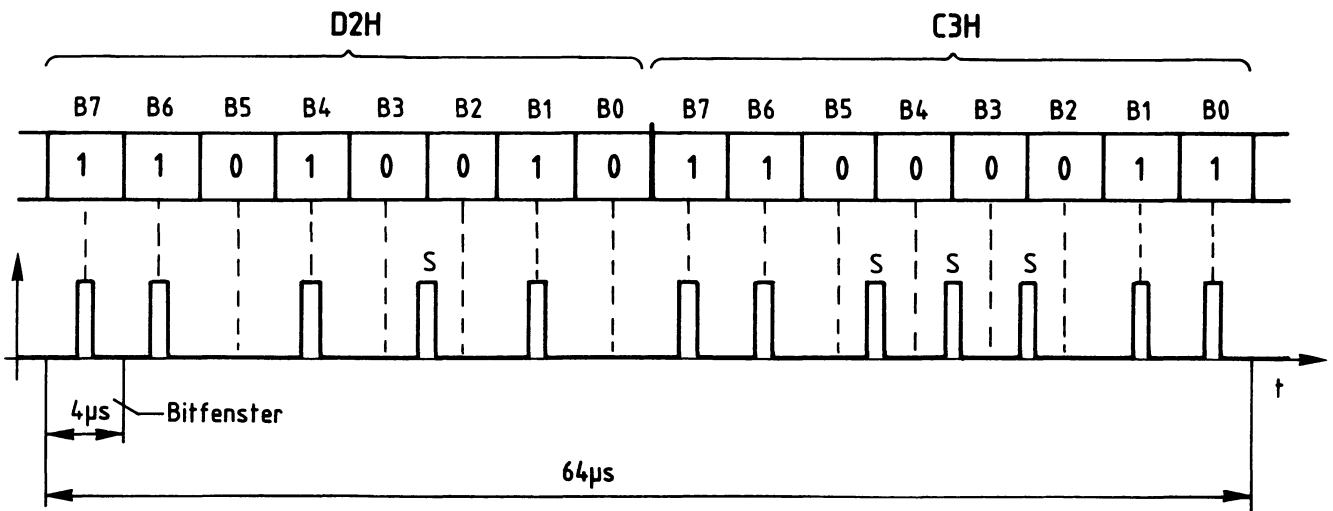 D2H C3H
B7 B6 B5 B4 B3 B2 B1 B0 B7 B6 B5 B4 B3 B2 B1 B0
1 1 0 1 0 0 1 0 1 1 0 0 0 0 1 1
S S S S
t
4µs Bitfenster
64µs